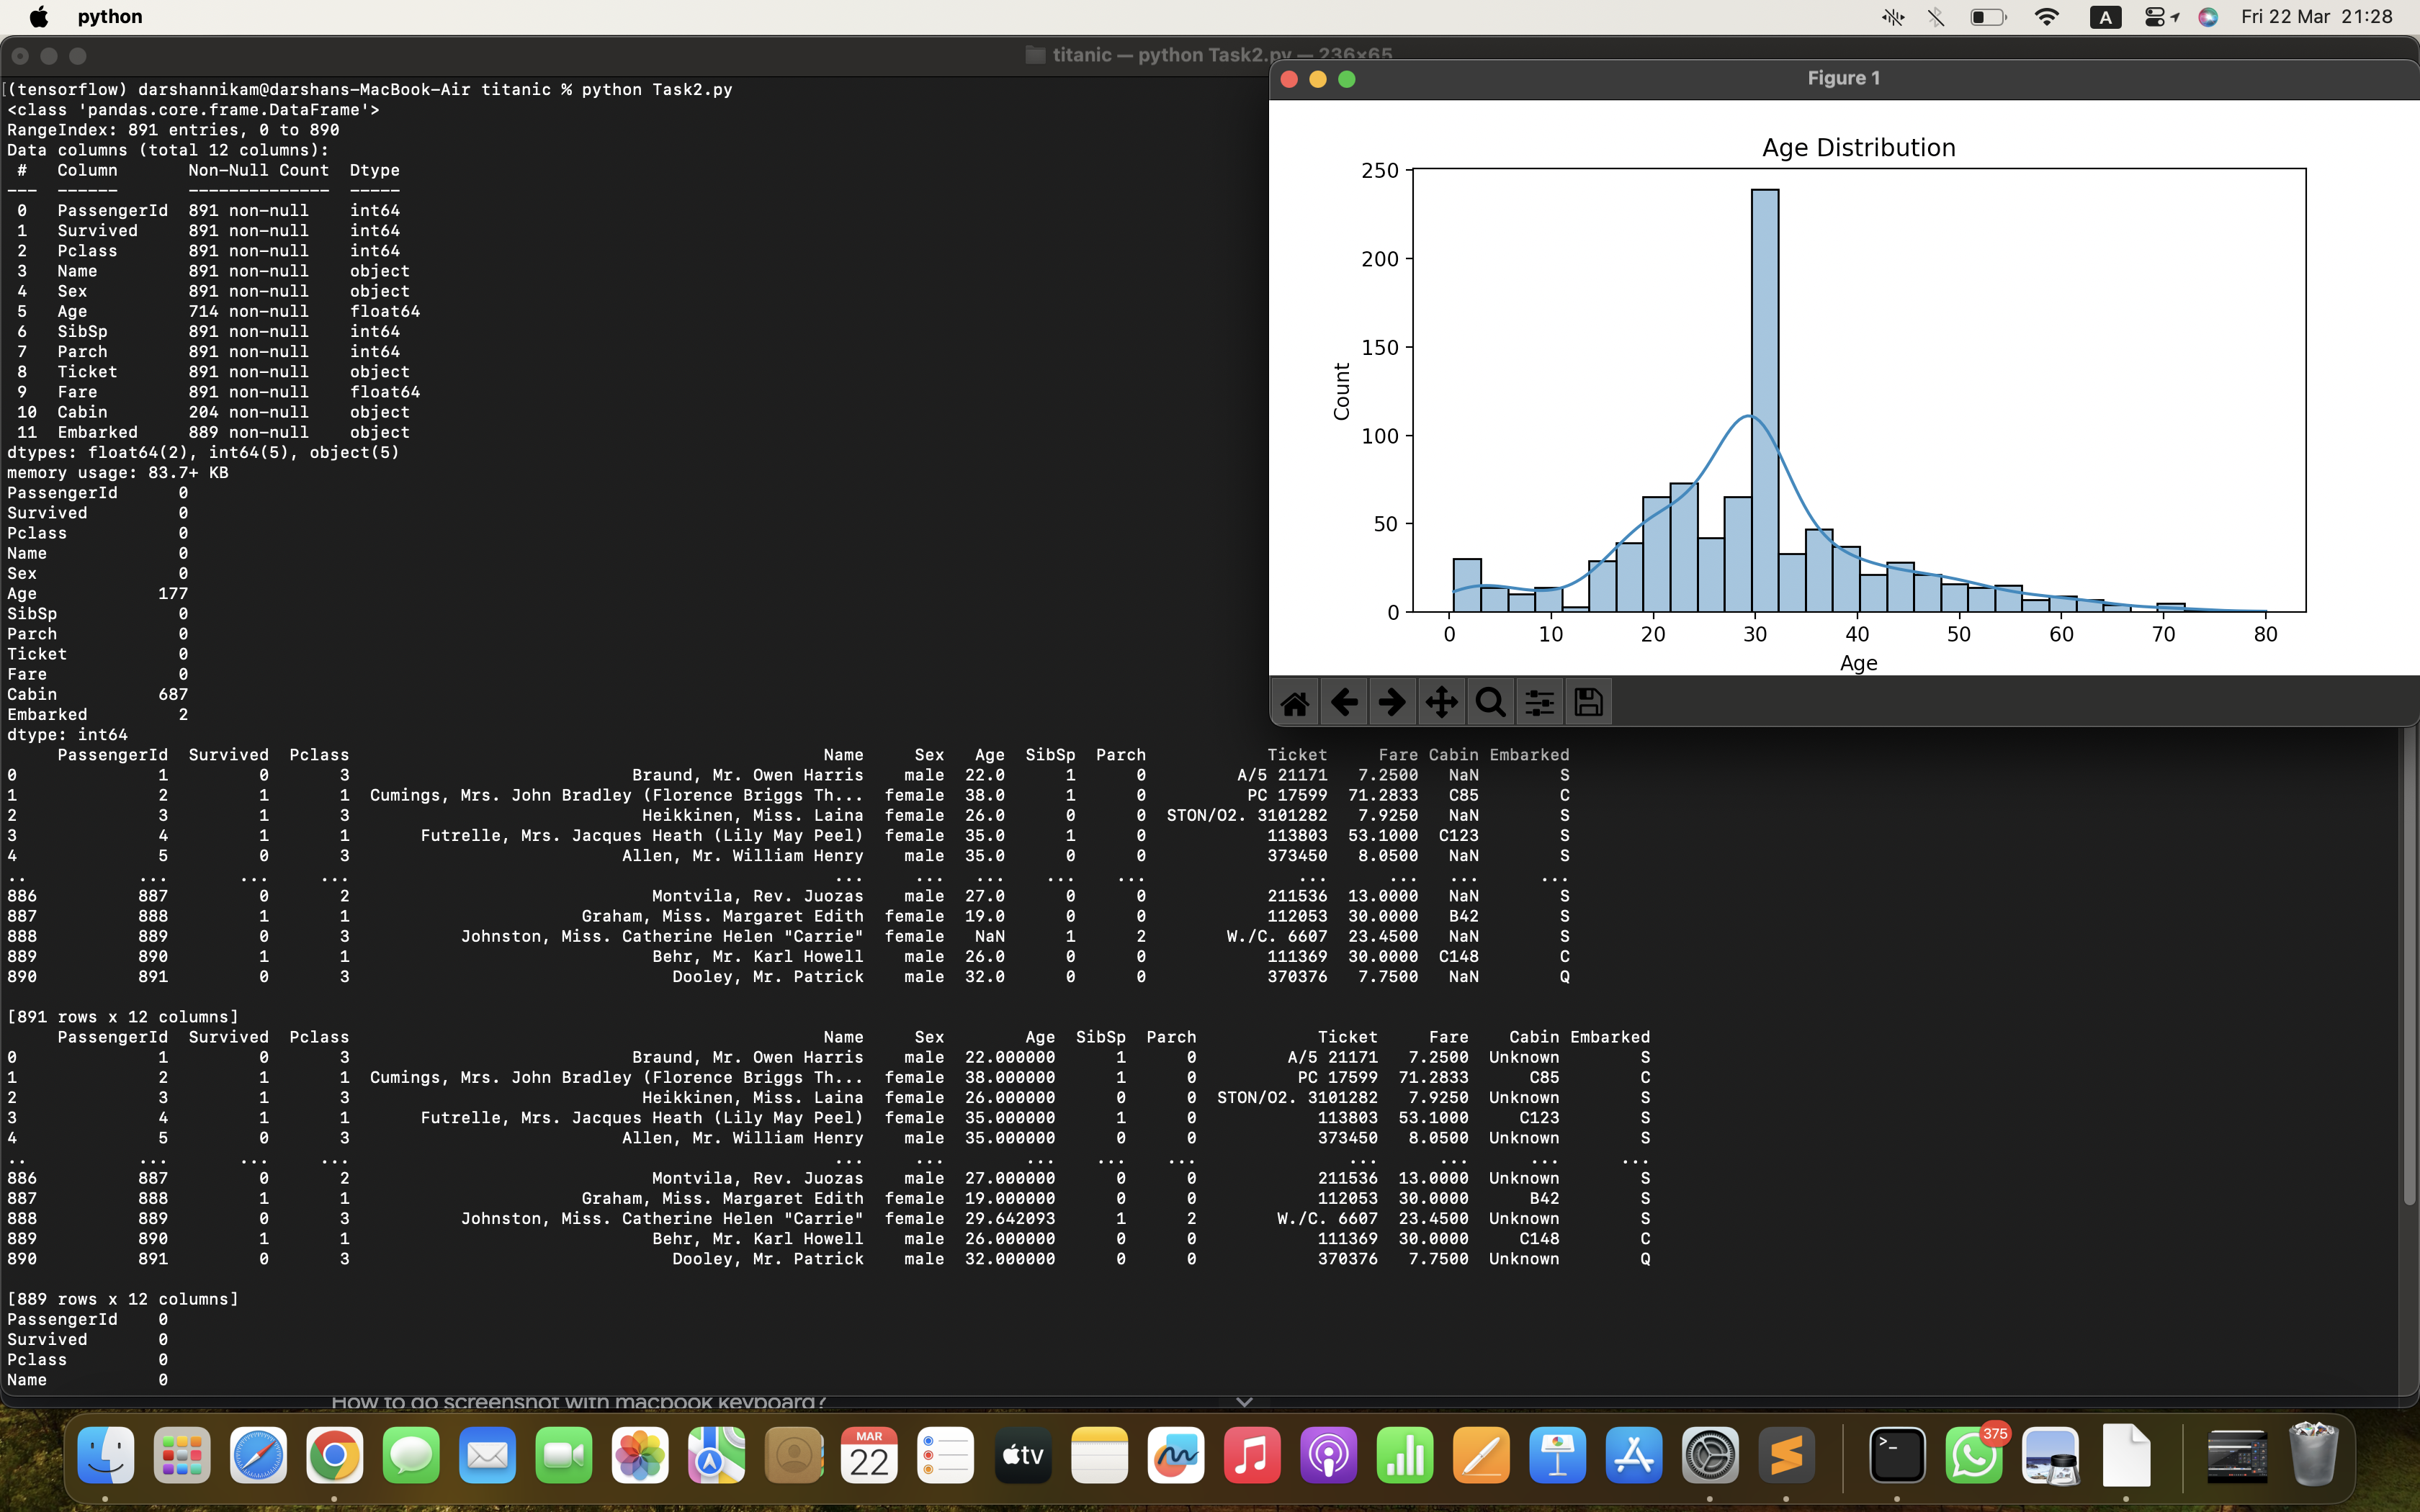 python
A
Fri 22 Mar 21:28
titanic — python Task2.py — 236×65
(tensorflow) darshannikam@darshans-MacBook-Air titanic % python Task2.py
<class 'pandas.core.frame.DataFrame'>
RangeIndex: 891 entries, 0 to 890
Data columns (total 12 columns):
 #   Column       Non-Null Count  Dtype
---  ------       --------------  -----
 0   PassengerId  891 non-null    int64
 1   Survived     891 non-null    int64
 2   Pclass       891 non-null    int64
 3   Name         891 non-null    object
 4   Sex          891 non-null    object
 5   Age          714 non-null    float64
 6   SibSp        891 non-null    int64
 7   Parch        891 non-null    int64
 8   Ticket       891 non-null    object
 9   Fare         891 non-null    float64
 10  Cabin        204 non-null    object
 11  Embarked     889 non-null    object
dtypes: float64(2), int64(5), object(5)
memory usage: 83.7+ KB
PassengerId 0
Survived 0
Pclass 0
Name 0
Sex 0
Age 177
SibSp 0
Parch 0
Ticket 0
Fare 0
Cabin 687
Embarked 2
dtype: int64
PassengerId Survived Pclass Name Sex Age SibSp Parch Ticket Fare Cabin Embarked
0 1 0 3 Braund, Mr. Owen Harris male 22.0 1 0 A/5 21171 7.2500 NaN S
1 2 1 1 Cumings, Mrs. John Bradley (Florence Briggs Th... female 38.0 1 0 PC 17599 71.2833 C85 C
2 3 1 3 Heikkinen, Miss. Laina female 26.0 0 0 STON/O2. 3101282 7.9250 NaN S
3 4 1 1 Futrelle, Mrs. Jacques Heath (Lily May Peel) female 35.0 1 0 113803 53.1000 C123 S
4 5 0 3 Allen, Mr. William Henry male 35.0 0 0 373450 8.0500 NaN S
.. ... ... ... ... ... ... ... ... ... ... ... ...
886 887 0 2 Montvila, Rev. Juozas male 27.0 0 0 211536 13.0000 NaN S
887 888 1 1 Graham, Miss. Margaret Edith female 19.0 0 0 112053 30.0000 B42 S
888 889 0 3 Johnston, Miss. Catherine Helen "Carrie" female NaN 1 2 W./C. 6607 23.4500 NaN S
889 890 1 1 Behr, Mr. Karl Howell male 26.0 0 0 111369 30.0000 C148 C
890 891 0 3 Dooley, Mr. Patrick male 32.0 0 0 370376 7.7500 NaN Q
[891 rows x 12 columns]
PassengerId Survived Pclass Name Sex Age SibSp Parch Ticket Fare Cabin Embarked
0 1 0 3 Braund, Mr. Owen Harris male 22.000000 1 0 A/5 21171 7.2500 Unknown S
1 2 1 1 Cumings, Mrs. John Bradley (Florence Briggs Th... female 38.000000 1 0 PC 17599 71.2833 C85 C
2 3 1 3 Heikkinen, Miss. Laina female 26.000000 0 0 STON/O2. 3101282 7.9250 Unknown S
3 4 1 1 Futrelle, Mrs. Jacques Heath (Lily May Peel) female 35.000000 1 0 113803 53.1000 C123 S
4 5 0 3 Allen, Mr. William Henry male 35.000000 0 0 373450 8.0500 Unknown S
.. ... ... ... ... ... ... ... ... ... ... ... ...
886 887 0 2 Montvila, Rev. Juozas male 27.000000 0 0 211536 13.0000 Unknown S
887 888 1 1 Graham, Miss. Margaret Edith female 19.000000 0 0 112053 30.0000 B42 S
888 889 0 3 Johnston, Miss. Catherine Helen "Carrie" female 29.642093 1 2 W./C. 6607 23.4500 Unknown S
889 890 1 1 Behr, Mr. Karl Howell male 26.000000 0 0 111369 30.0000 C148 C
890 891 0 3 Dooley, Mr. Patrick male 32.000000 0 0 370376 7.7500 Unknown Q
[889 rows x 12 columns]
PassengerId 0
Survived 0
Pclass 0
Name 0
Figure 1
Age Distribution
250
200
150
100
50
0
Count
0 10 20 30 40 50 60 70 80
Age
How to do screenshot with macbook keyboard?
MAR
22
tv
375